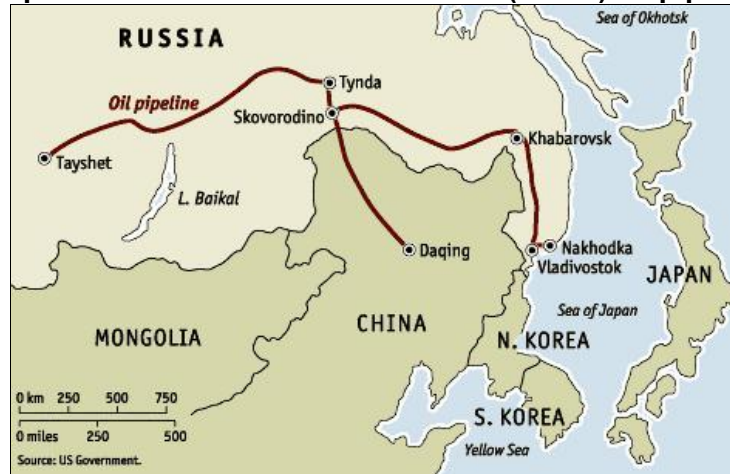 Sea of Okhotsk
RUSSIA
Tynda
Oil pipeline
Skovorodino
Khabarovsk
Tayshet
L. Baikal
Daqing
Nakhodka
Vladivostok
JAPAN
Sea of Japan
CHINA
MONGOLIA
N. KOREA
0 km 250 500 750
0 miles 250 500
S. KOREA
Yellow Sea
Source: US Government.